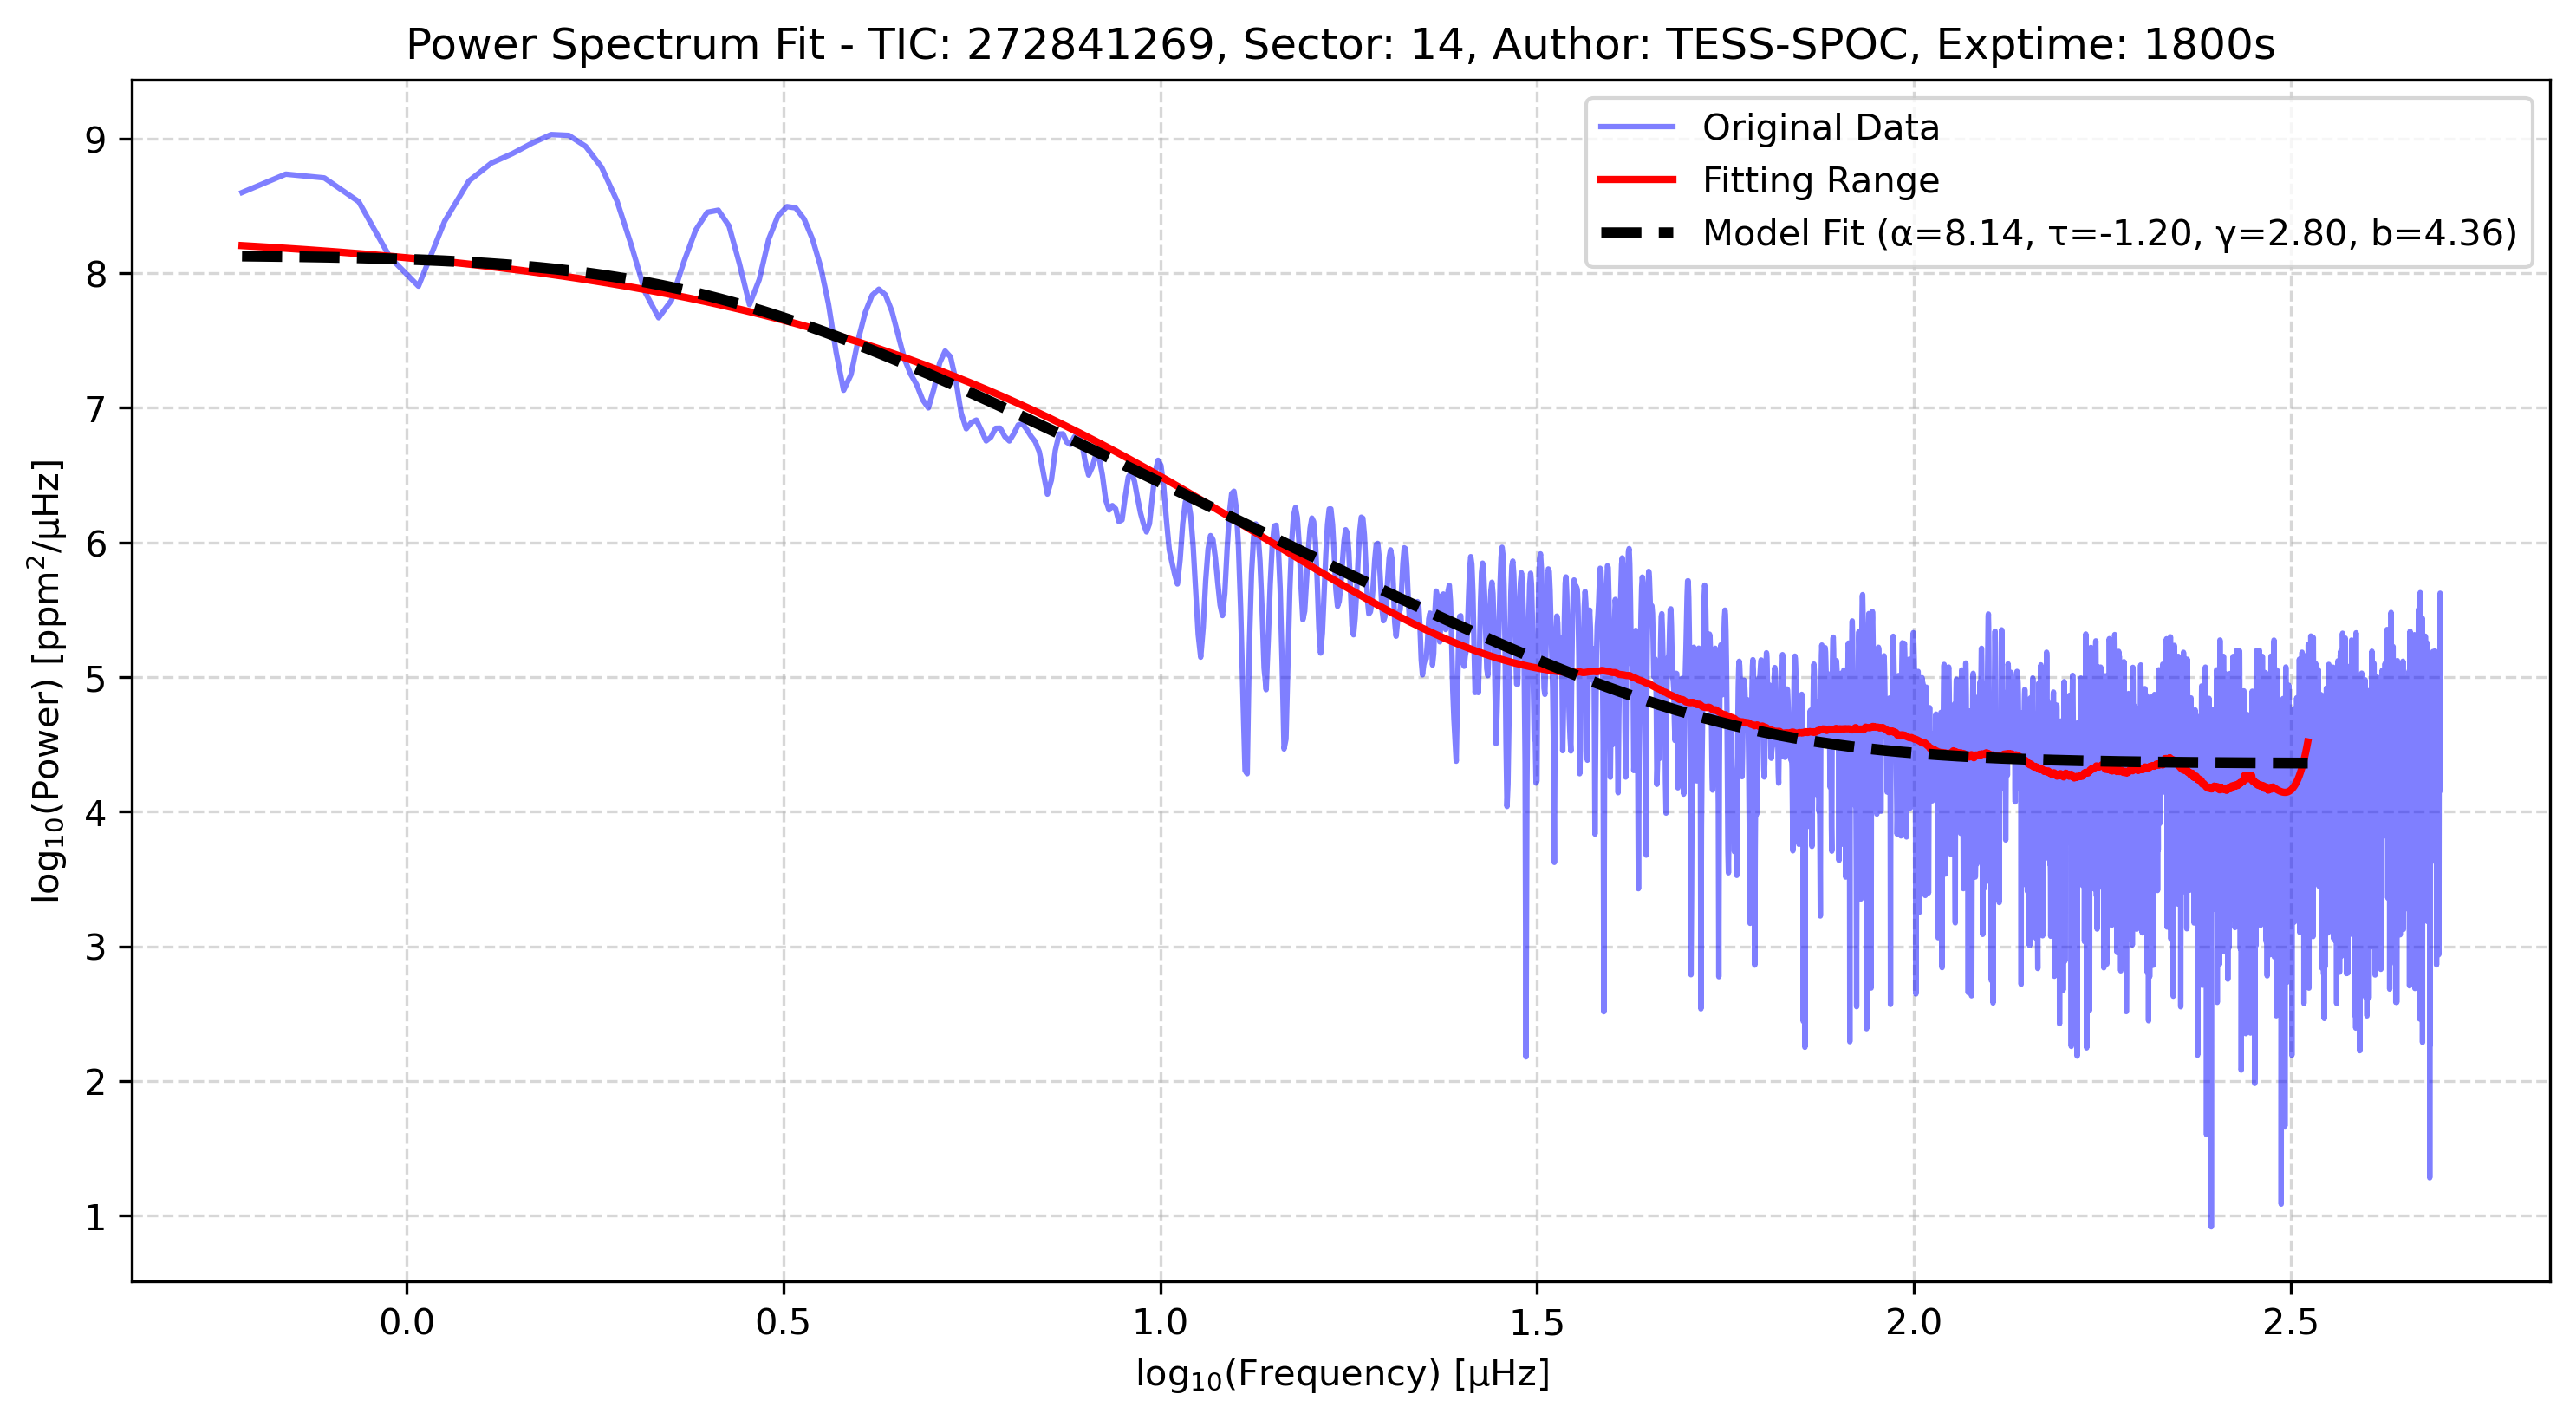 Power Spectrum Fit - TIC: 272841269, Sector: 14, Author: TESS-SPOC, Exptime: 1800s
Original Data
Fitting Range
Model Fit (α=8.14, τ=-1.20, γ=2.80, b=4.36)
log₁₀(Power) [ppm²/μHz]
9
8
7
6
5
4
3
2
1
0.0 0.5 1.0 1.5 2.0 2.5
log₁₀(Frequency) [μHz]